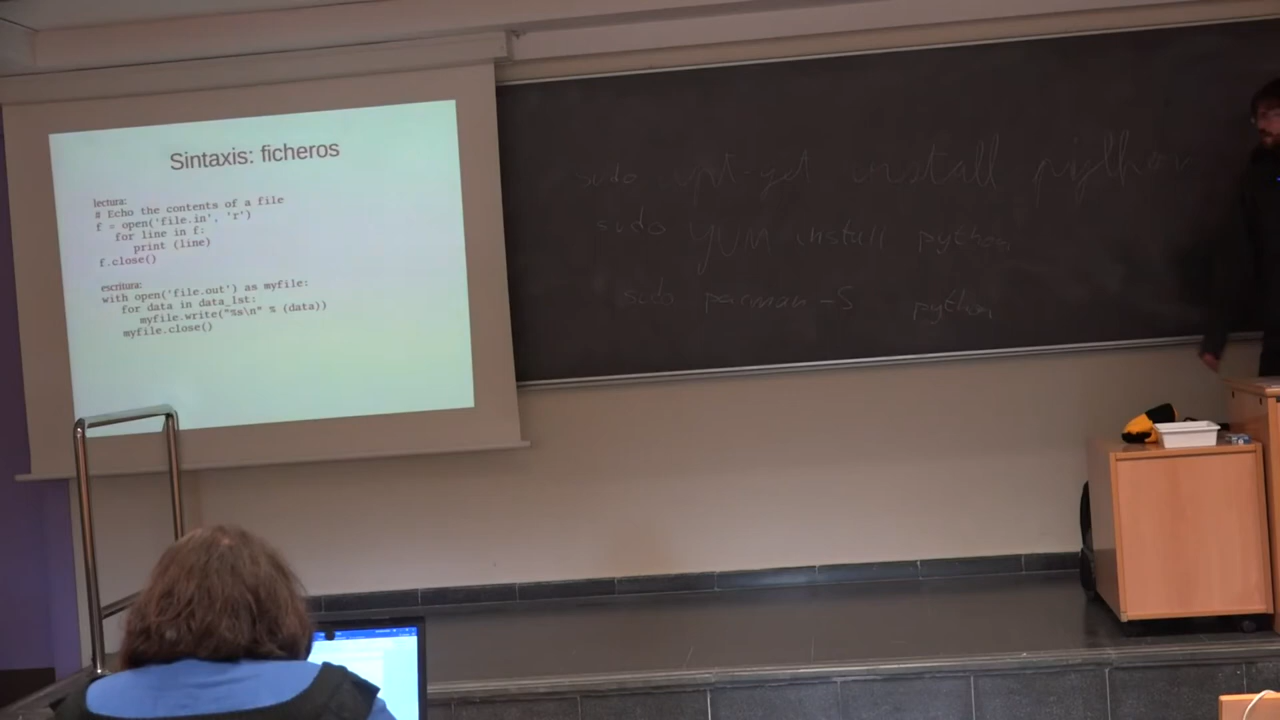 Sintaxis: ficheros
lectura:
# Echo the contents of a file
f = open('file.in', 'r')
for line in f:
print (line)
f.close()
escritura:
with open('file.out') as myfile:
for data in data_lst:
myfile.write("%s\n" % (data))
myfile.close()
sudo apt-get install python
sudo YUM install python
sudo pacman -S python